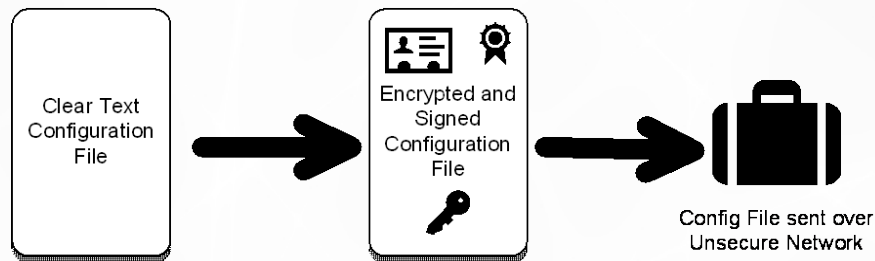 Clear Text
Configuration
File
Encrypted and
Signed
Configuration
File
Config File sent over
Unsecure Network